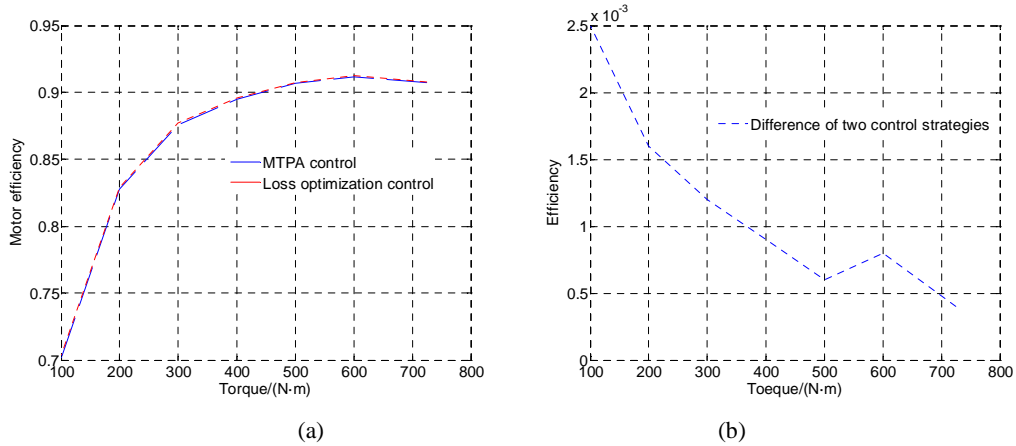 0.95
0.9
0.85
0.8
0.75
0.7
100 200 300 400 500 600 700 800
Motor efficiency
Torque/(N·m)
MTPA control
Loss optimization control
(a)
x 10⁻³
2.5
2
1.5
1
0.5
0
100 200 300 400 500 600 700 800
Efficiency
Toeque/(N·m)
Difference of two control strategies
(b)